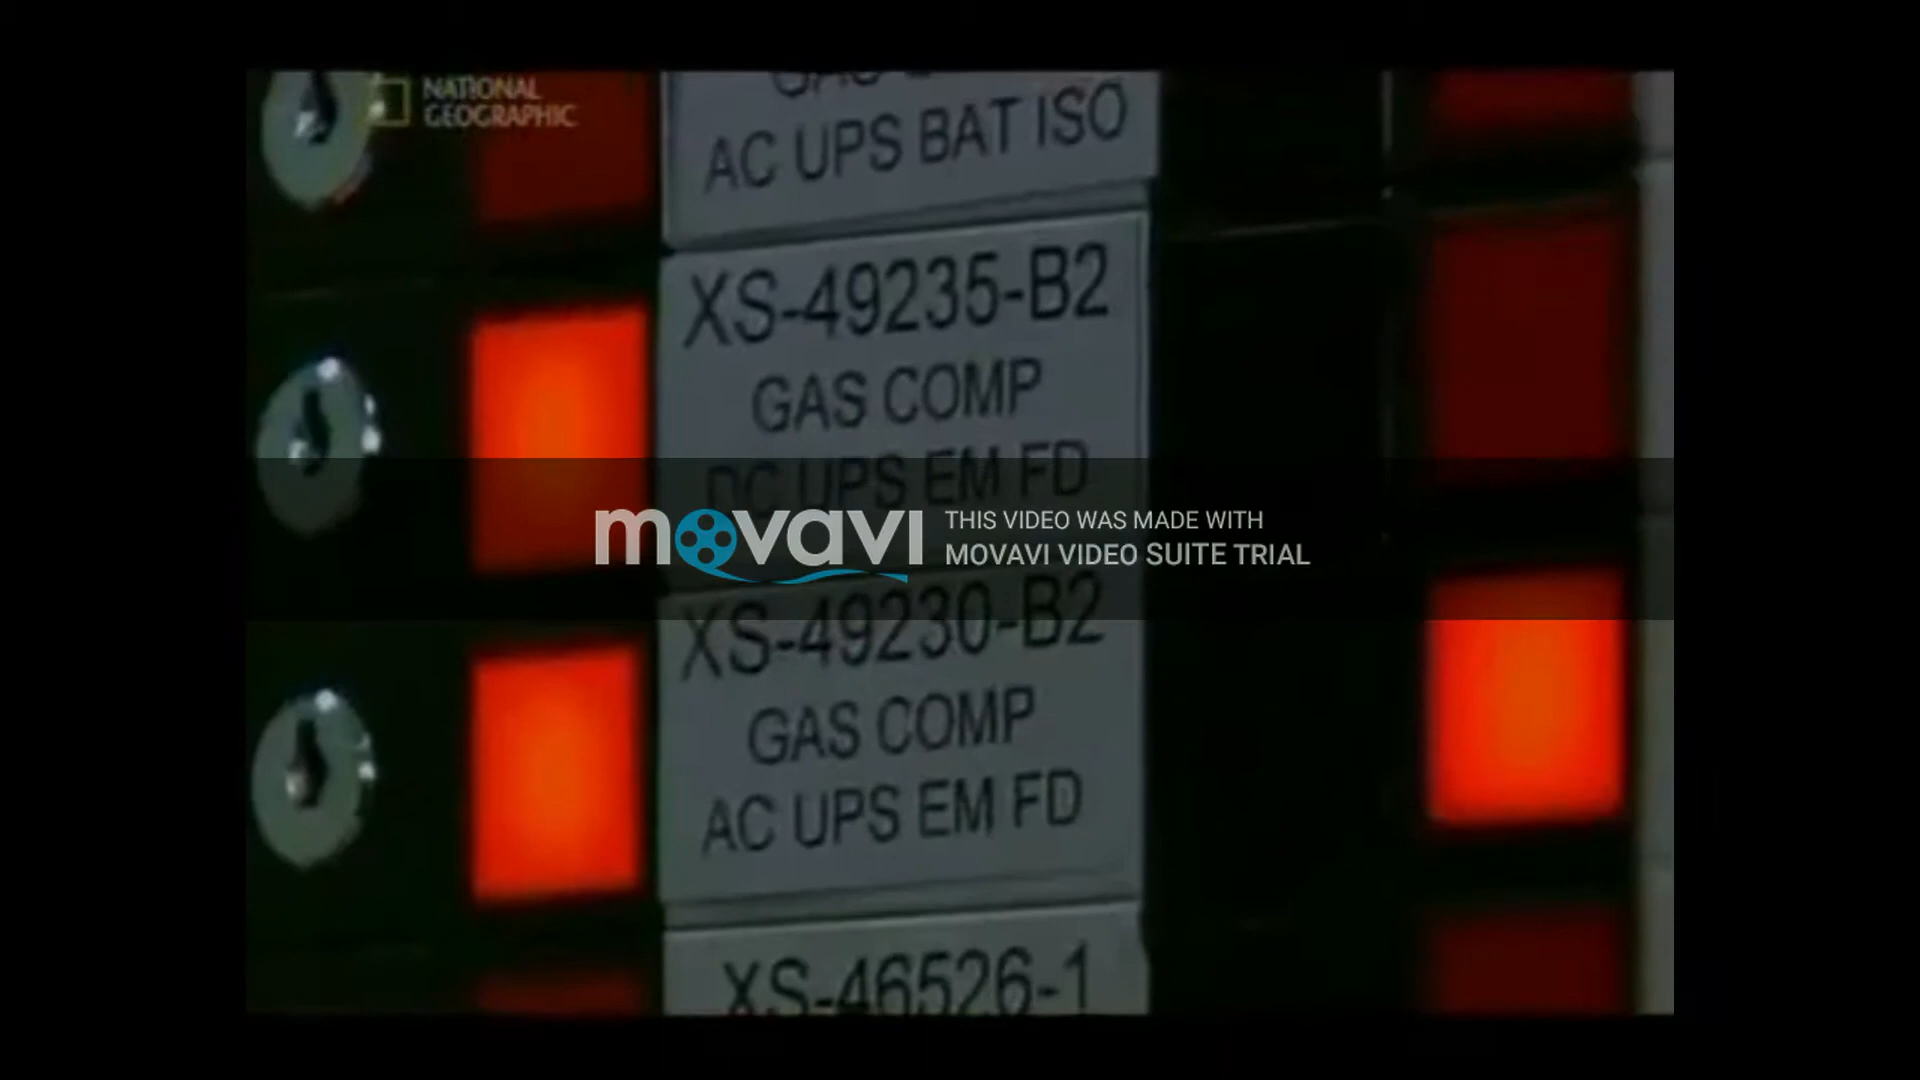 NATIONAL
GEOGRAPHIC
AC UPS BAT ISO
XS-49235-B2
GAS COMP
DC UPS EM FD
movavi
THIS VIDEO WAS MADE WITH
MOVAVI VIDEO SUITE TRIAL
XS-49230-B2
GAS COMP
AC UPS EM FD
XS-46526-1